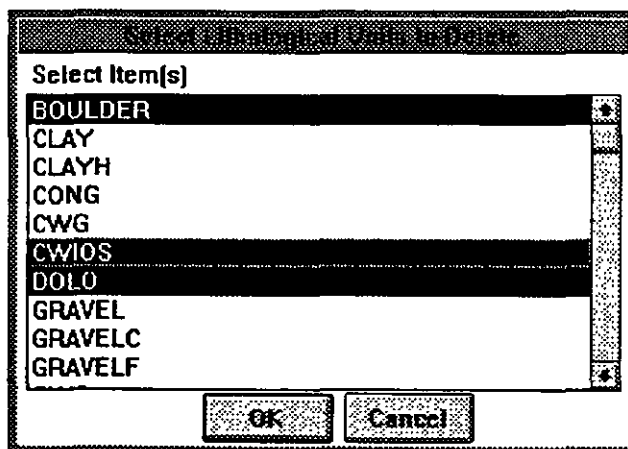 Select Lithological Units to Delete
Select Item(s)
BOULDER
CLAY
CLAYH
CONG
CWG
CWIOS
DOLO
GRAVEL
GRAVELC
GRAVELF
OK
Cancel